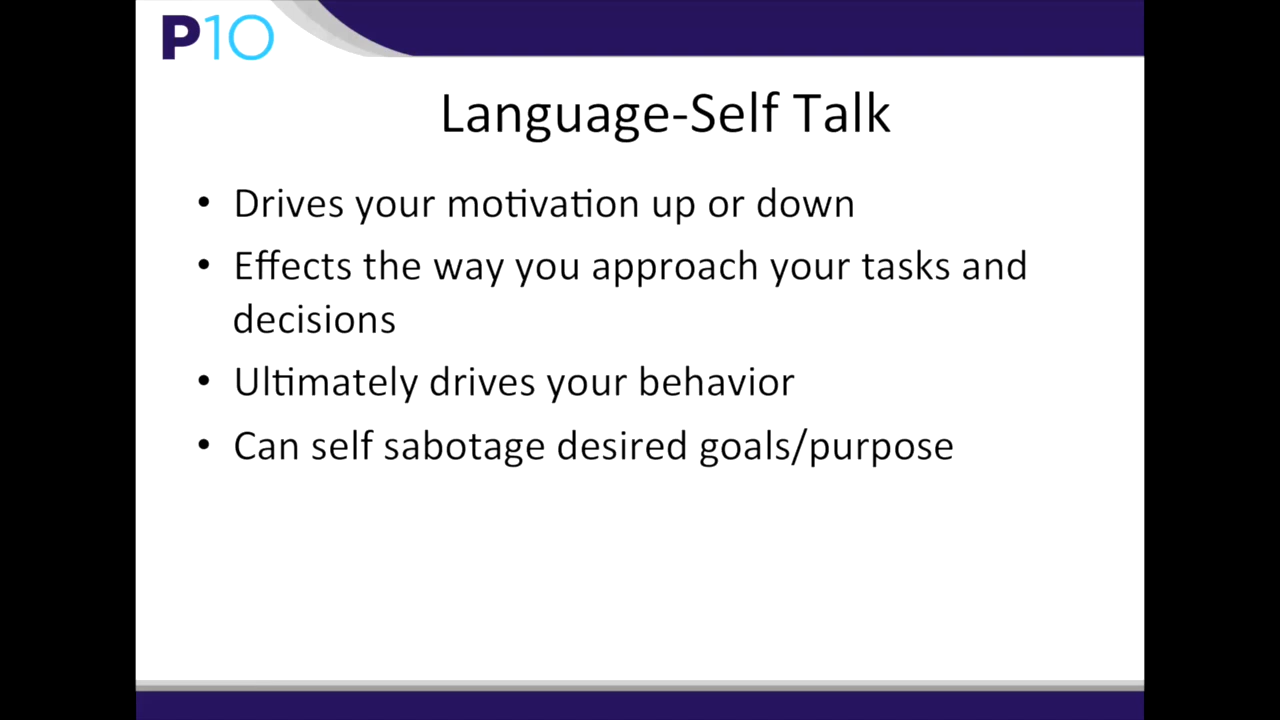 P10
Language-Self Talk
• Drives your motivation up or down
• Effects the way you approach your tasks and
decisions
• Ultimately drives your behavior
• Can self sabotage desired goals/purpose